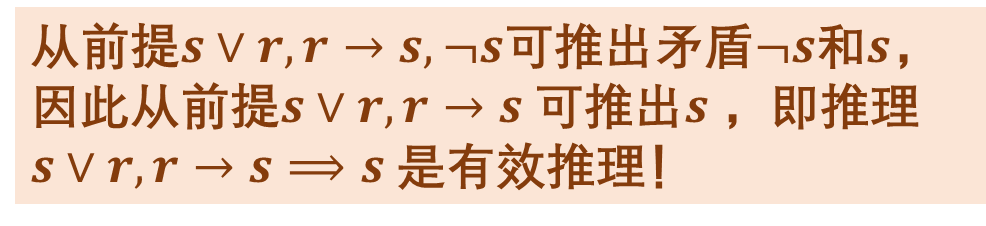 从前提s ∨ r, r → s, ¬s可推出矛盾¬s和s，
因此从前提s ∨ r, r → s 可推出s ，即推理
s ∨ r, r → s ⟹ s 是有效推理！